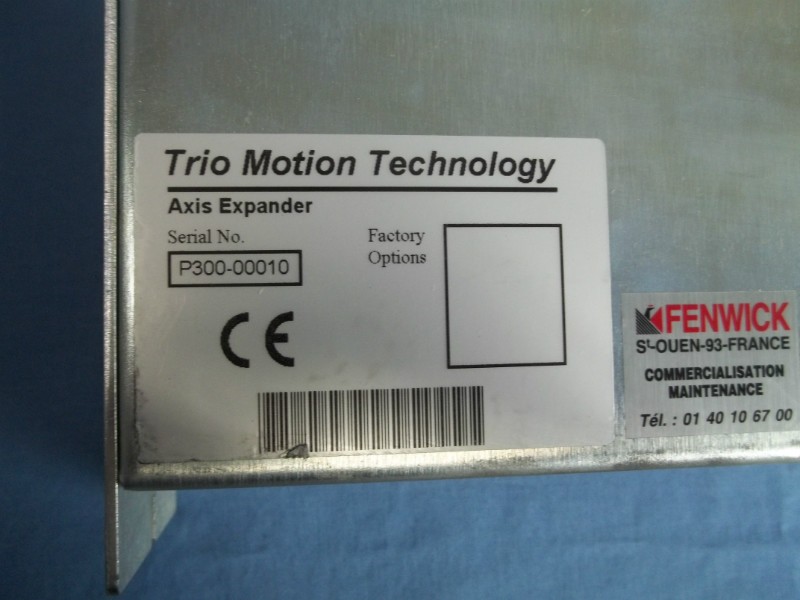 Trio Motion Technology
Axis Expander
Serial No.
P300-00010
Factory
Options
CE
FENWICK
St-OUEN-93-FRANCE
COMMERCIALISATION
MAINTENANCE
Tél. : 01 40 10 67 00